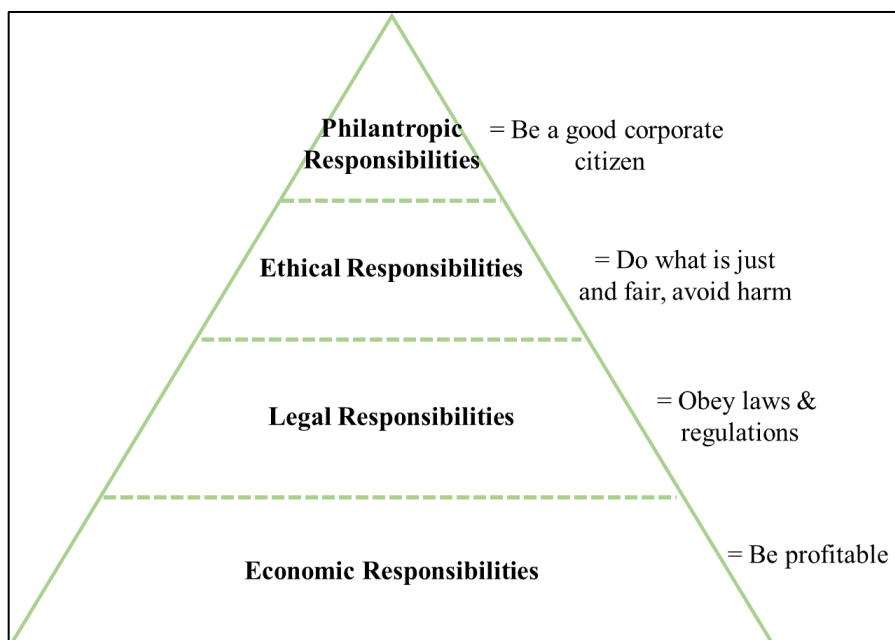 Philantropic
Responsibilities
= Be a good corporate
citizen
Ethical Responsibilities
= Do what is just
and fair, avoid harm
Legal Responsibilities
= Obey laws &
regulations
Economic Responsibilities
= Be profitable